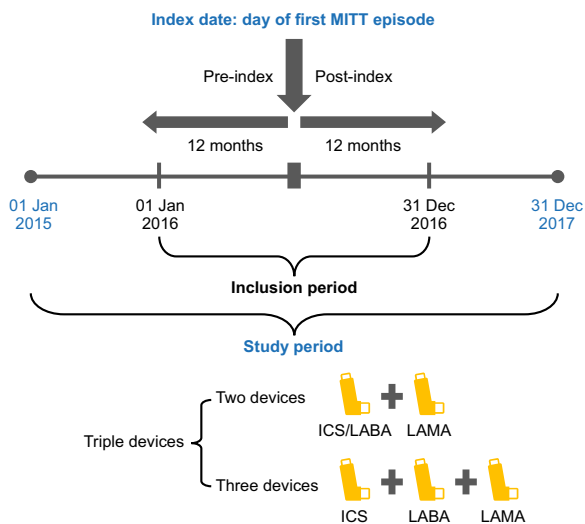 Index date: day of first MITT episode
Pre-index
Post-index
12 months
12 months
01 Jan
2015
01 Jan
2016
31 Dec
2016
31 Dec
2017
Inclusion period
Study period
Triple devices
Two devices
ICS/LABA
LAMA
Three devices
ICS
LABA
LAMA